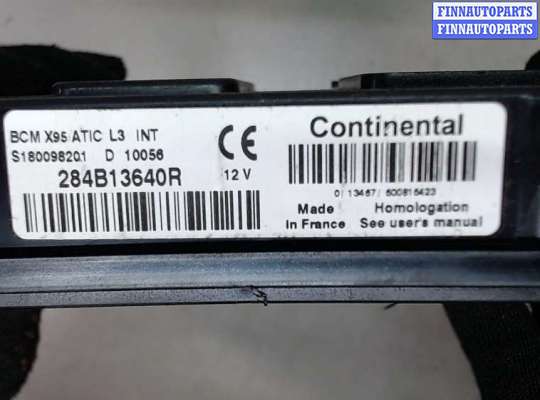 FINNAUTOPARTS
FINNAUTOPARTS
BCM X95 ATIC L3 INT
S180098201 D 10056
CE
284B13640R
12 V
Continental
0 / 13467 / 500815423
Made
In France
Homologation
See user's manual